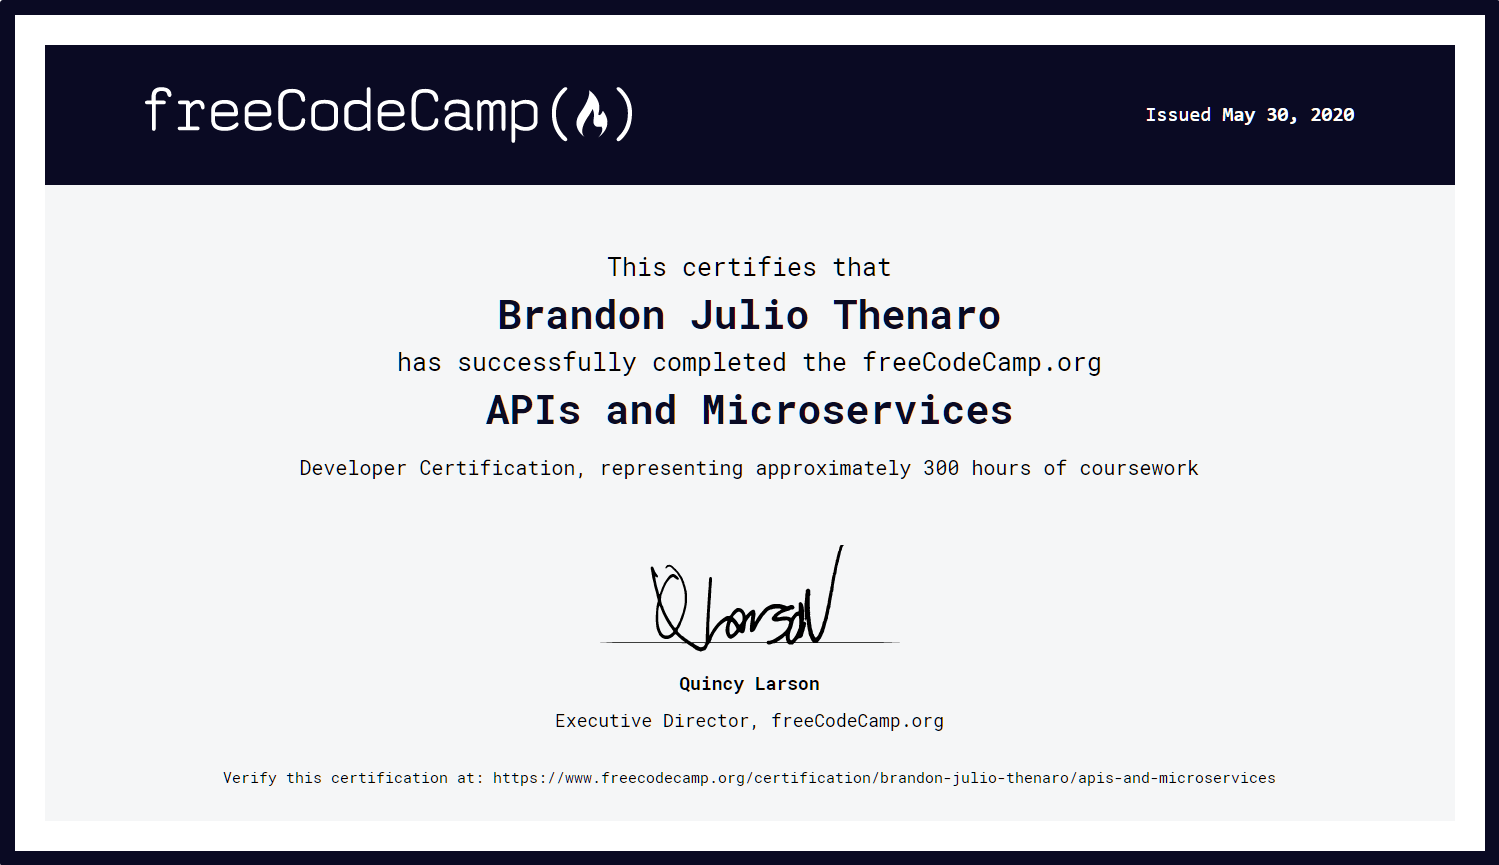 freeCodeCamp(🔥)
Issued May 30, 2020
This certifies that
Brandon Julio Thenaro
has successfully completed the freeCodeCamp.org
APIs and Microservices
Developer Certification, representing approximately 300 hours of coursework
Q Larson
Quincy Larson
Executive Director, freeCodeCamp.org
Verify this certification at: https://www.freecodecamp.org/certification/brandon-julio-thenaro/apis-and-microservices